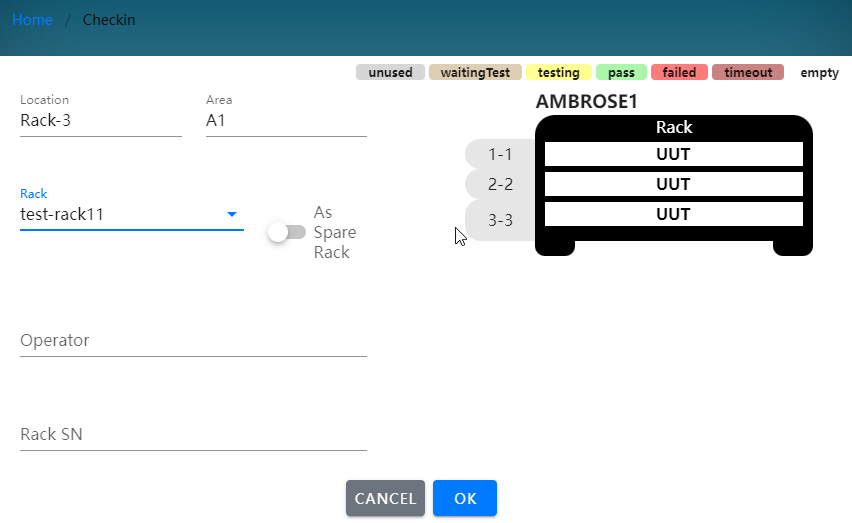 Home / Checkin
unused waitingTest testing pass failed timeout empty
Location Area
Rack-3 A1
Rack
test-rack11
As
Spare
Rack
Operator
Rack SN
AMBROSE1
Rack
1-1 UUT
2-2 UUT
3-3 UUT
CANCEL OK